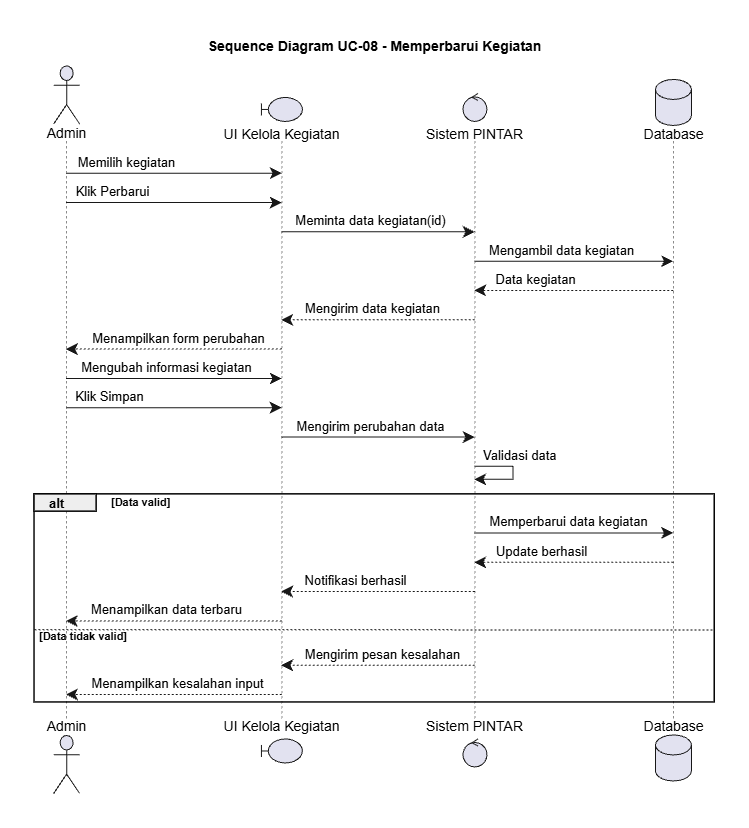 Sequence Diagram UC-08 - Memperbarui Kegiatan
Admin
UI Kelola Kegiatan
Sistem PINTAR
Database
Memilih kegiatan
Klik Perbarui
Meminta data kegiatan(id)
Mengambil data kegiatan
Data kegiatan
Mengirim data kegiatan
Menampilkan form perubahan
Mengubah informasi kegiatan
Klik Simpan
Mengirim perubahan data
Validasi data
alt
[Data valid]
Memperbarui data kegiatan
Update berhasil
Notifikasi berhasil
Menampilkan data terbaru
[Data tidak valid]
Mengirim pesan kesalahan
Menampilkan kesalahan input
Admin
UI Kelola Kegiatan
Sistem PINTAR
Database